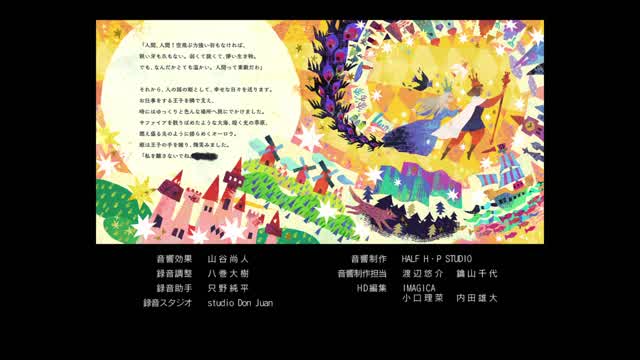 「人間、人間！空飛ぶ力強い羽もなければ、
鋭い牙も爪もない。弱くて脆くて、儚い生き物。
でも、なんだかとても温かい。人間って素敵だわ」
それから、人の国の姫として、幸せな日々を送ります。
お仕事をする王子を隣で支え、
時にはゆっくりと色んな場所へ旅にでかけました。
サファイアを散りばめたような大海、煌く光の草原、
燃え盛る炎のように揺らめくオーロラ。
姫は王子の手を握り、微笑みました。
「私を離さないでね
音響効果 山谷尚人
録音調整 八巻大樹
録音助手 只野純平
録音スタジオ studio Don Juan
音響制作 HALF H・P STUDIO
音響制作担当 渡辺悠介 鏑山千代
HD編集 IMAGICA
小口理菜 内田雄大